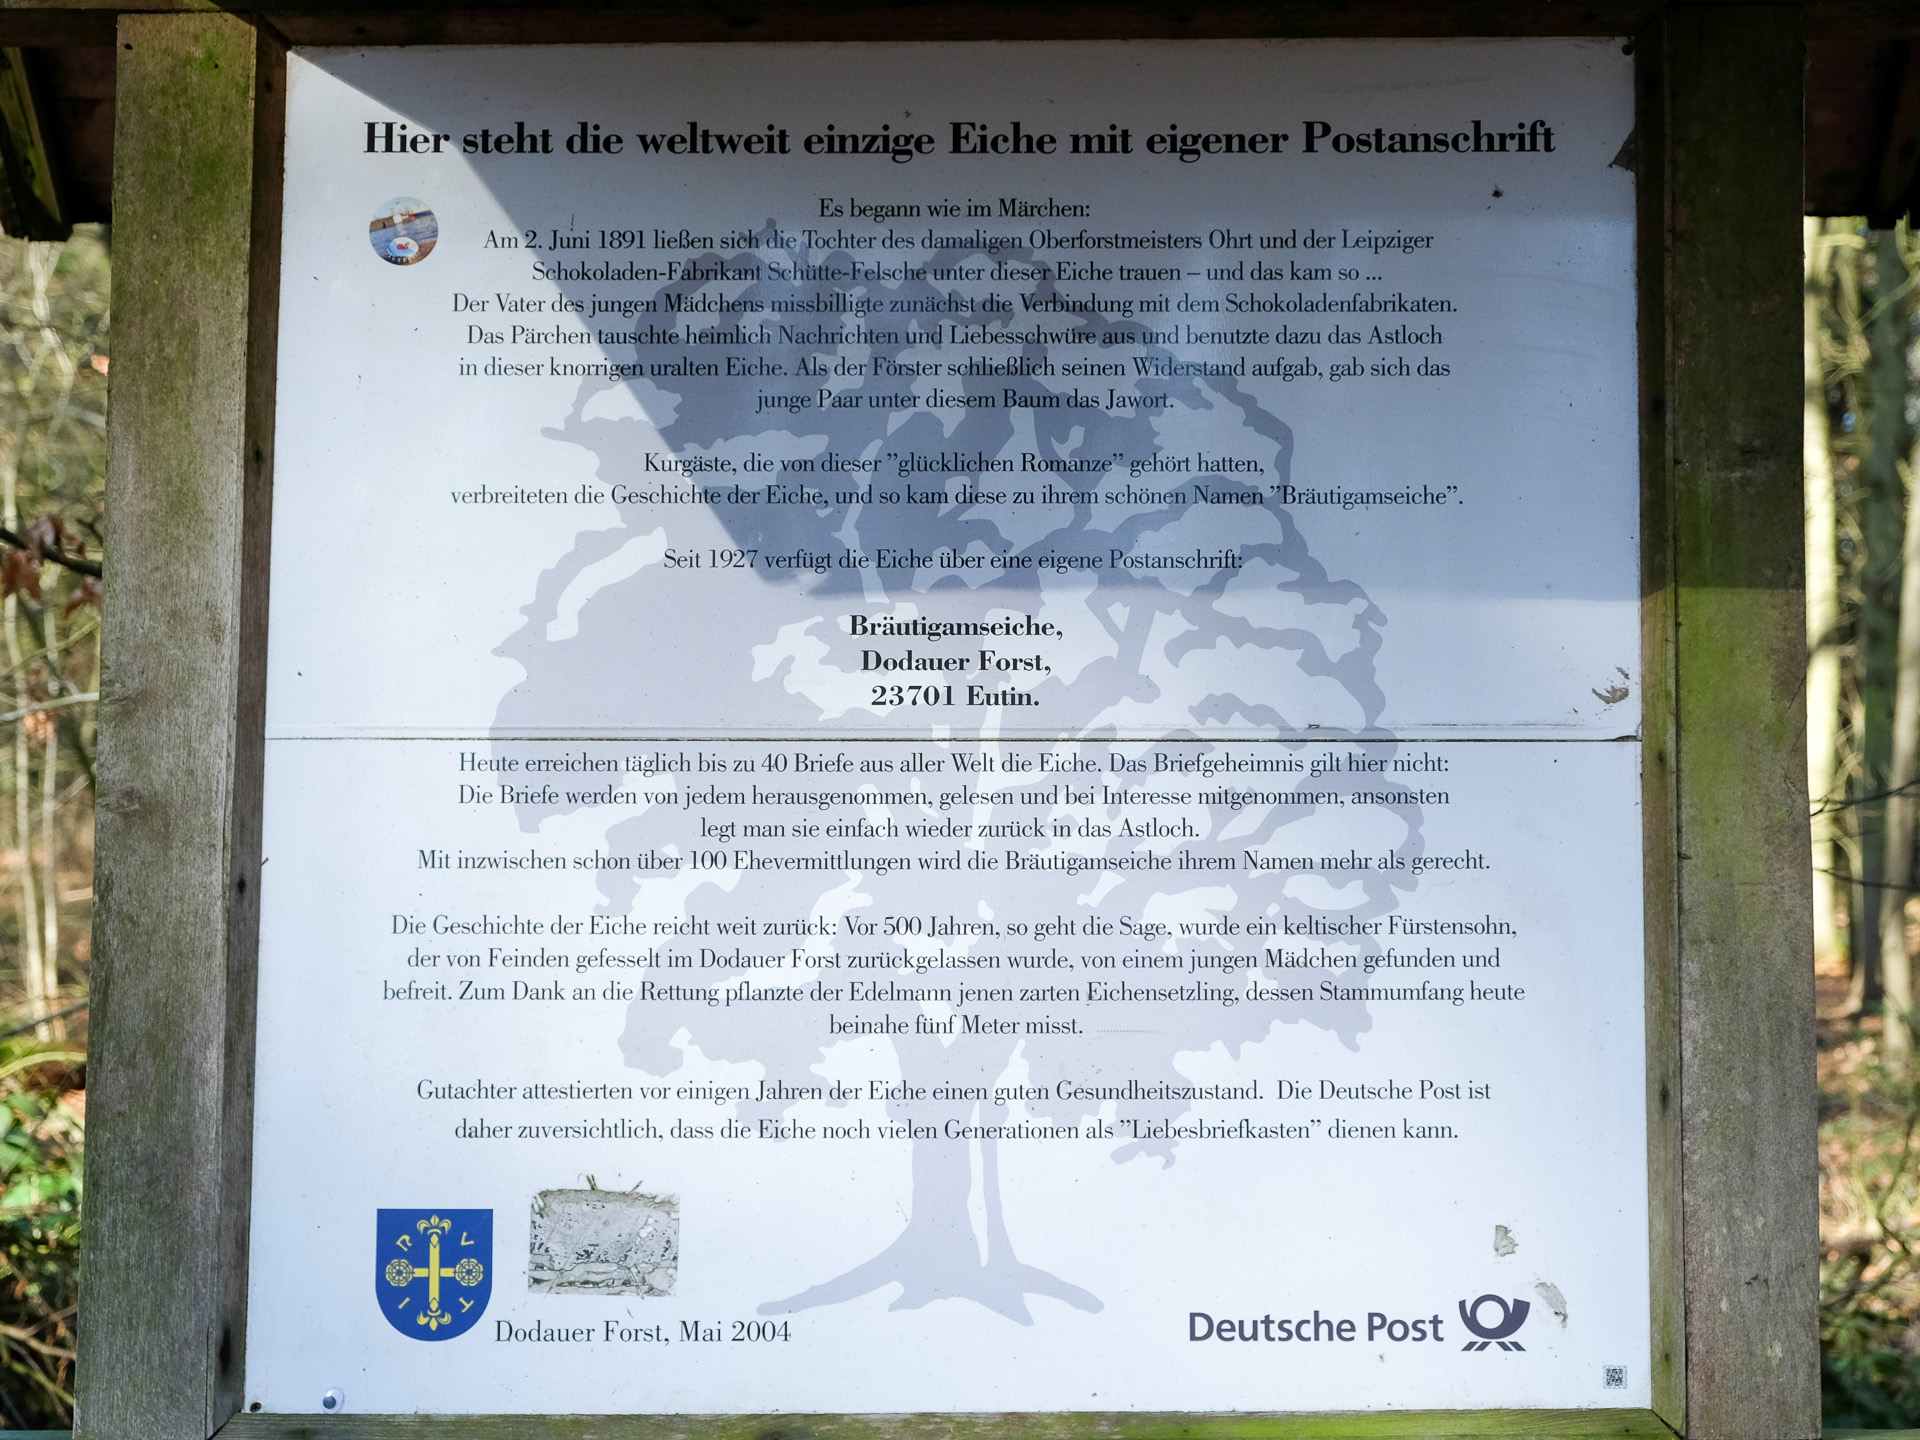 Hier steht die weltweit einzige Eiche mit eigener Postanschrift
Es begann wie im Märchen:
Am 2. Juni 1891 ließen sich die Tochter des damaligen Oberforstmeisters Ohrt und der Leipziger
Schokoladen-Fabrikant Schütte-Felsche unter dieser Eiche trauen – und das kam so ...
Der Vater des jungen Mädchens missbilligte zunächst die Verbindung mit dem Schokoladenfabrikaten.
Das Pärchen tauschte heimlich Nachrichten und Liebesschwüre aus und benutzte dazu das Astloch
in dieser knorrigen uralten Eiche. Als der Förster schließlich seinen Widerstand aufgab, gab sich das
junge Paar unter diesem Baum das Jawort.
Kurgäste, die von dieser ”glücklichen Romanze” gehört hatten,
verbreiteten die Geschichte der Eiche, und so kam diese zu ihrem schönen Namen ”Bräutigamseiche”.
Seit 1927 verfügt die Eiche über eine eigene Postanschrift:
Bräutigamseiche,
Dodauer Forst,
23701 Eutin.
Heute erreichen täglich bis zu 40 Briefe aus aller Welt die Eiche. Das Briefgeheimnis gilt hier nicht:
Die Briefe werden von jedem herausgenommen, gelesen und bei Interesse mitgenommen, ansonsten
legt man sie einfach wieder zurück in das Astloch.
Mit inzwischen schon über 100 Ehevermittlungen wird die Bräutigamseiche ihrem Namen mehr als gerecht.
Die Geschichte der Eiche reicht weit zurück: Vor 500 Jahren, so geht die Sage, wurde ein keltischer Fürstensohn,
der von Feinden gefesselt im Dodauer Forst zurückgelassen wurde, von einem jungen Mädchen gefunden und
befreit. Zum Dank an die Rettung pflanzte der Edelmann jenen zarten Eichensetzling, dessen Stammumfang heute
beinahe fünf Meter misst.
Gutachter attestierten vor einigen Jahren der Eiche einen guten Gesundheitszustand. Die Deutsche Post ist
daher zuversichtlich, dass die Eiche noch vielen Generationen als ”Liebesbriefkasten” dienen kann.
Dodauer Forst, Mai 2004
Deutsche Post